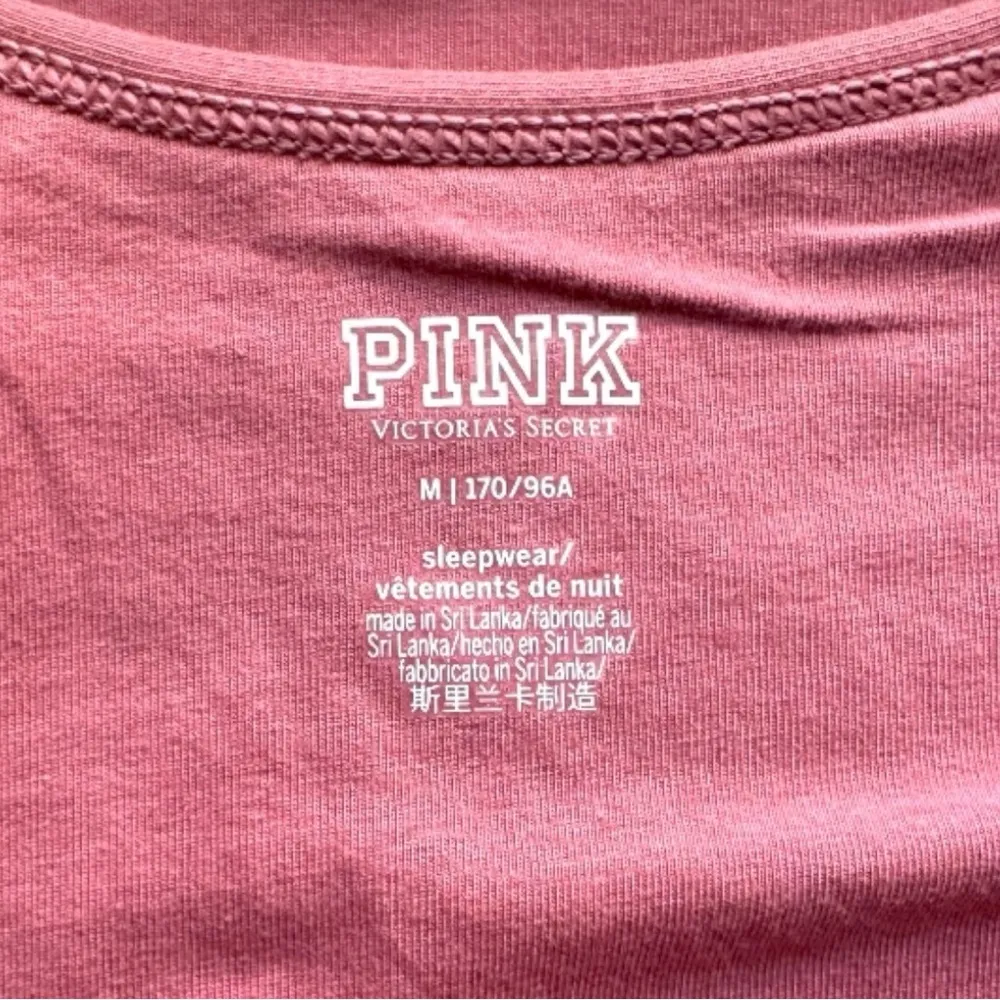 PINK
VICTORIA'S SECRET
M | 170/96A
sleepwear/
vêtements de nuit
made in Sri Lanka/fabriqué au
Sri Lanka/hecho en Sri Lanka/
fabbricato in Sri Lanka/
斯里兰卡制造